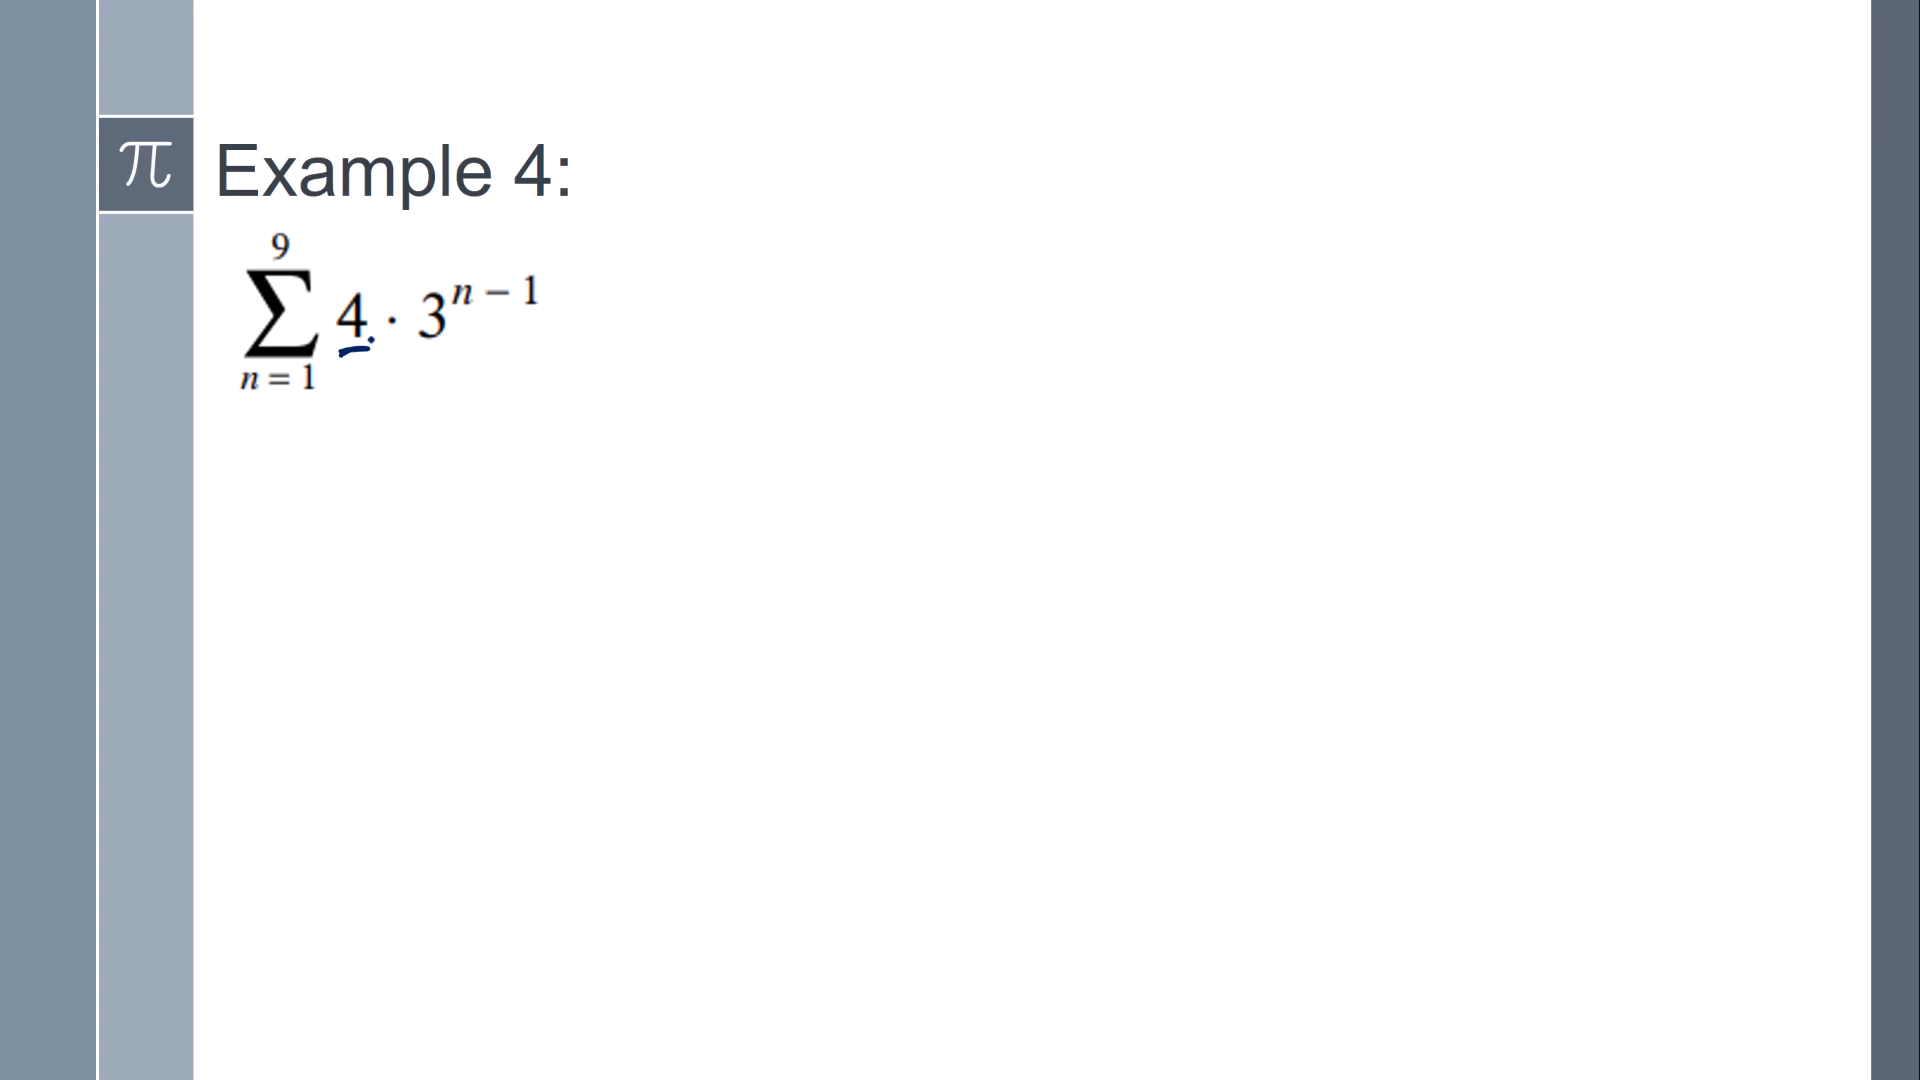 π Example 4:
9
∑ 4 · 3^{n − 1}
n = 1